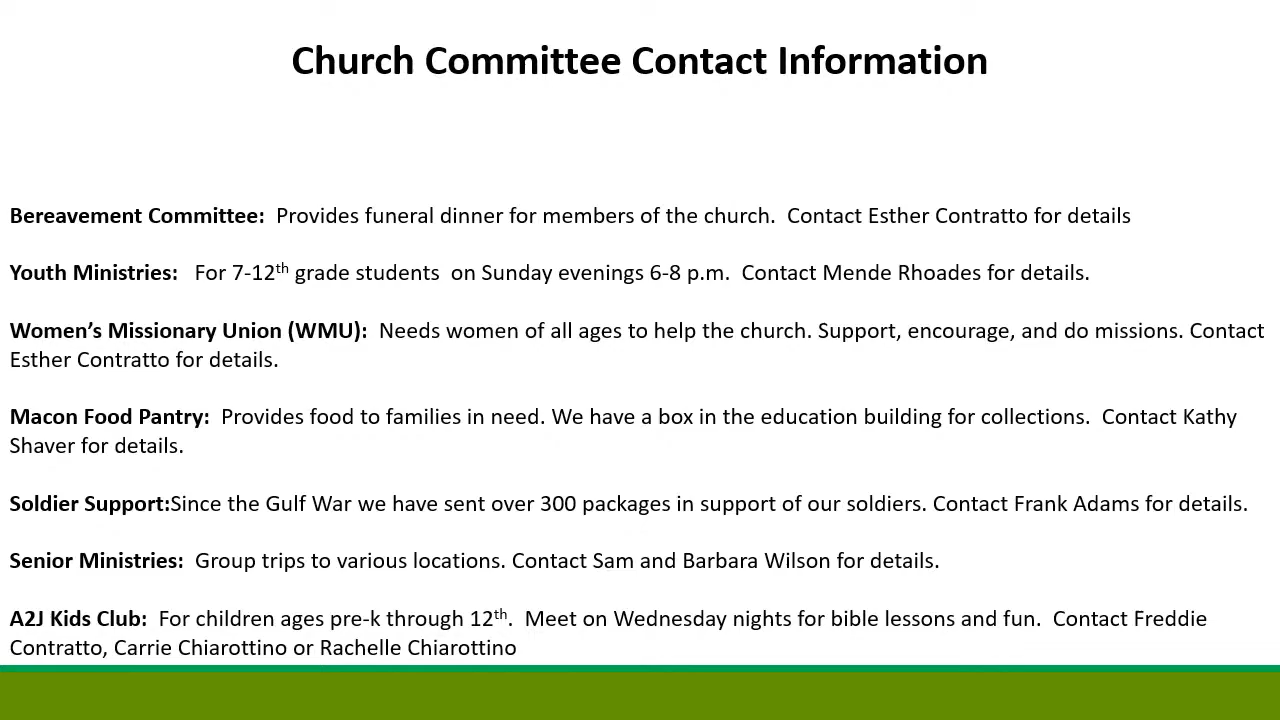 Church Committee Contact Information
Bereavement Committee:  Provides funeral dinner for members of the church.  Contact Esther Contratto for details
Youth Ministries:   For 7-12th grade students  on Sunday evenings 6-8 p.m.  Contact Mende Rhoades for details.
Women’s Missionary Union (WMU):  Needs women of all ages to help the church. Support, encourage, and do missions. Contact
Esther Contratto for details.
Macon Food Pantry:  Provides food to families in need. We have a box in the education building for collections.  Contact Kathy
Shaver for details.
Soldier Support:Since the Gulf War we have sent over 300 packages in support of our soldiers. Contact Frank Adams for details.
Senior Ministries:  Group trips to various locations. Contact Sam and Barbara Wilson for details.
A2J Kids Club:  For children ages pre-k through 12th.  Meet on Wednesday nights for bible lessons and fun.  Contact Freddie
Contratto, Carrie Chiarottino or Rachelle Chiarottino